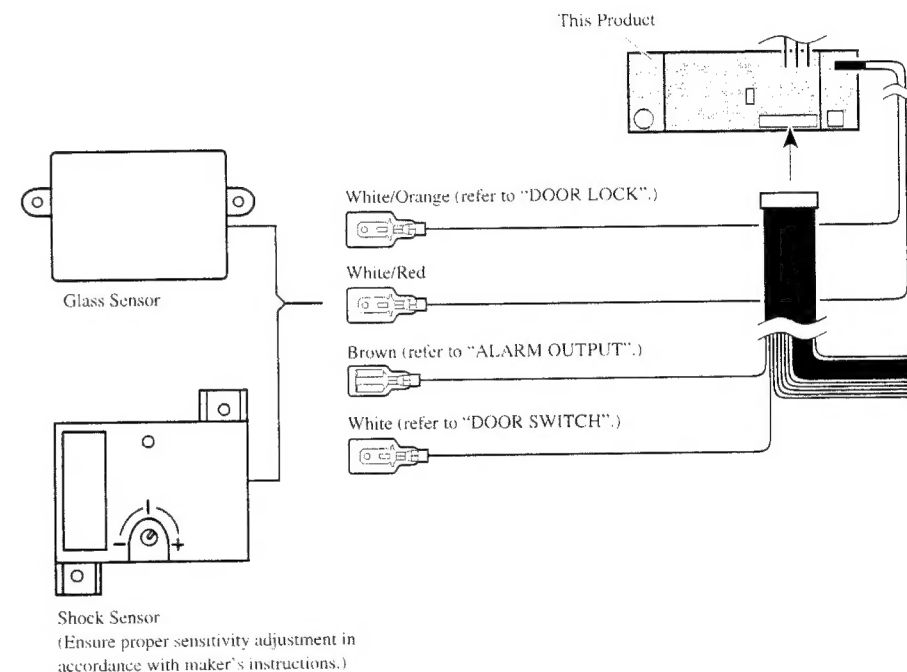 This Product
White/Orange (refer to “DOOR LOCK”.)
White/Red
Glass Sensor
Brown (refer to “ALARM OUTPUT”.)
White (refer to “DOOR SWITCH”.)
− +
Shock Sensor
(Ensure proper sensitivity adjustment in
accordance with maker’s instructions.)